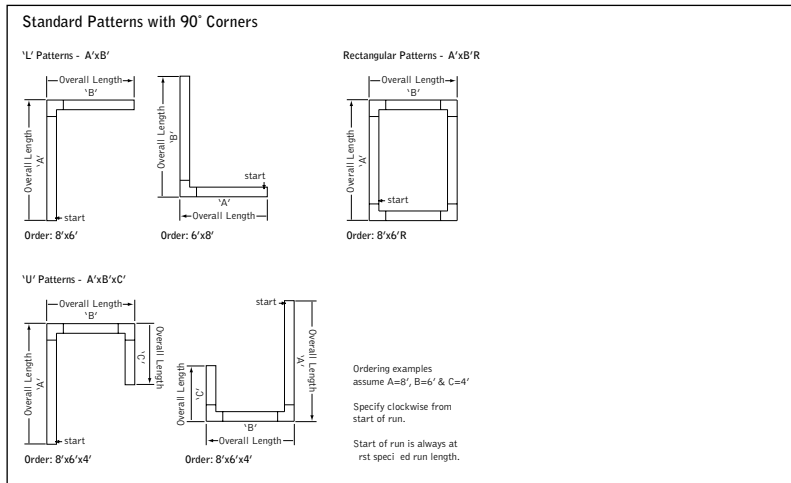 Standard Patterns with 90° Corners
‘L’ Patterns - A’xB’
Overall Length
‘B’
Overall Length
‘A’
start
Order: 8’x6’
Overall Length
‘B’
start
‘A’
Overall Length
Order: 6’x8’
Rectangular Patterns - A’xB’R
Overall Length
‘B’
Overall Length
‘A’
start
Order: 8’x6’R
‘U’ Patterns - A’xB’xC’
Overall Length
‘B’
Overall Length
‘A’
‘C’
Overall Length
start
Order: 8’x6’x4’
start
Overall Length
‘A’
Overall Length
‘C’
‘B’
Overall Length
Order: 8’x6’x4’
Ordering examples
assume A=8’, B=6’ & C=4’
Specify clockwise from
start of run.
Start of run is always at
rst speci ed run length.